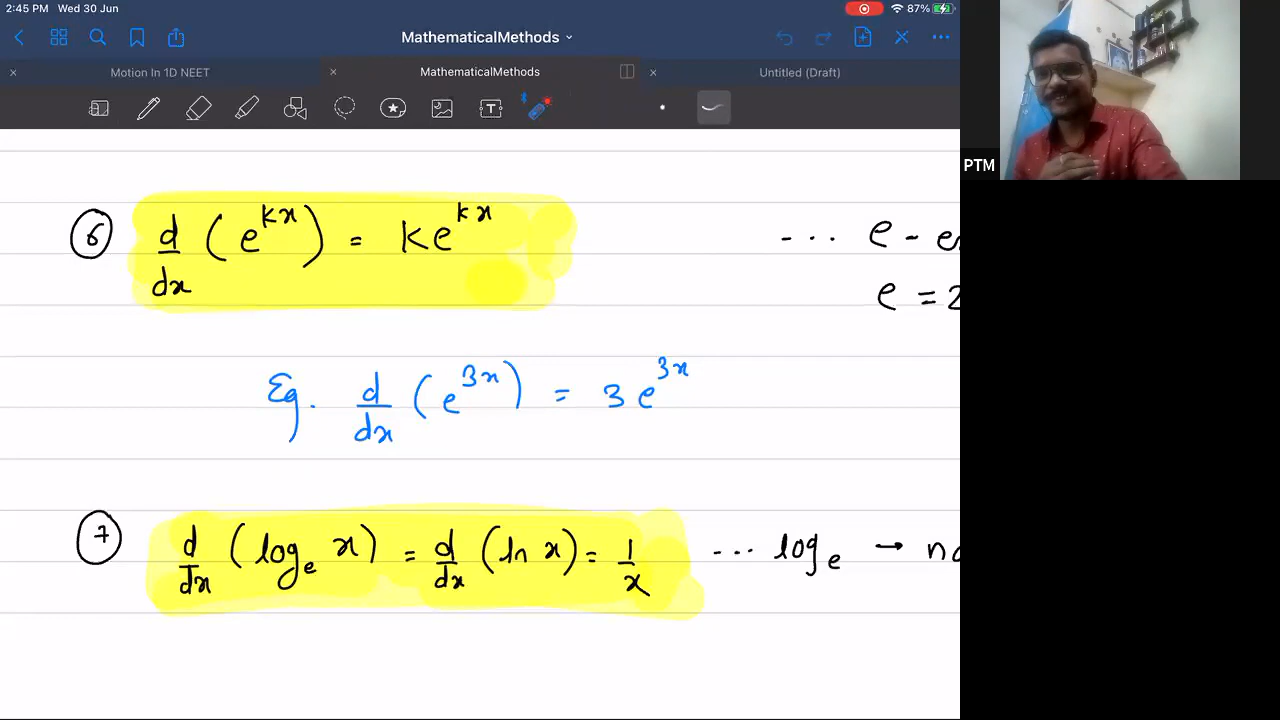 2:45 PM Wed 30 Jun
87%
MathematicalMethods
Motion In 1D NEET
MathematicalMethods
Untitled (Draft)
PTM
6 d/dx (e^{kx}) = ke^{kx} ... e - e
e = 2
Eg. d/dx (e^{3x}) = 3e^{3x}
7 d/dx (log_e x) = d/dx (ln x) = 1/x ... log_e → n